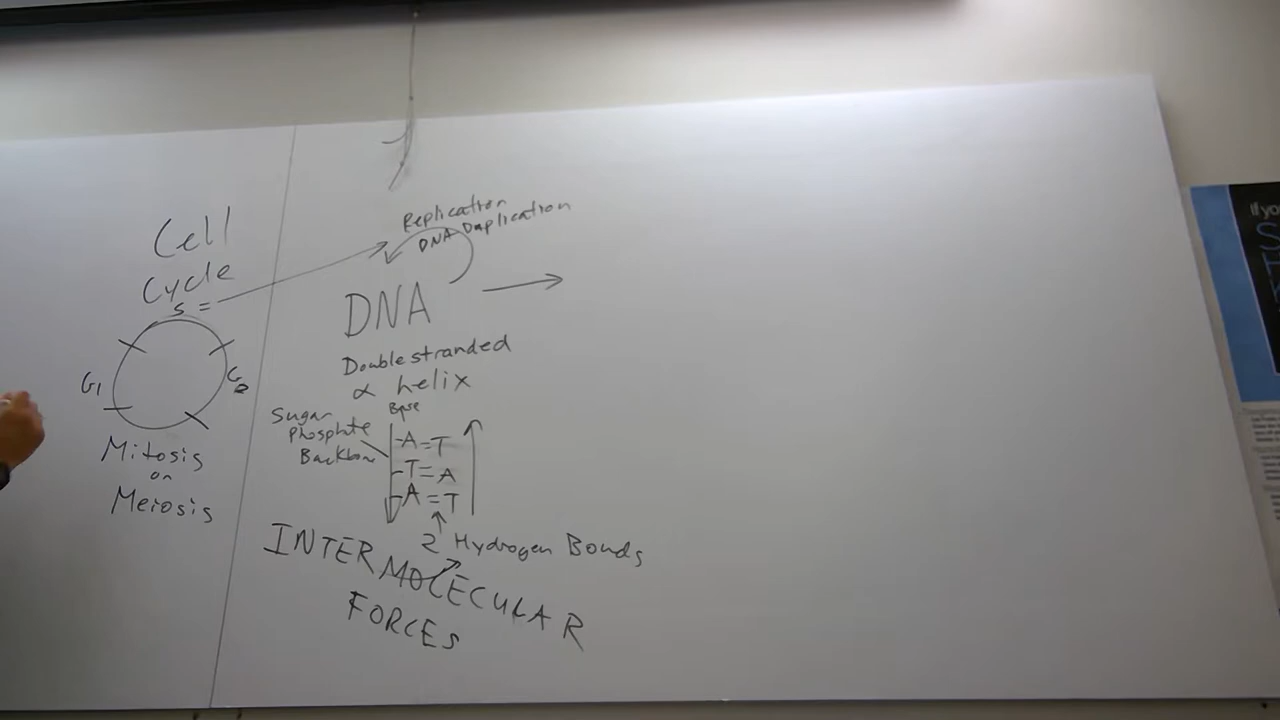 Cell
Cycle
S =
G1
G2
Mitosis
or
Meiosis
Replication
DNA Duplication
DNA
Double stranded
α helix
Base
Sugar
Phosphate
Backbone
A=T
T=A
A=T
2 Hydrogen Bonds
INTERMOLECULAR
FORCES